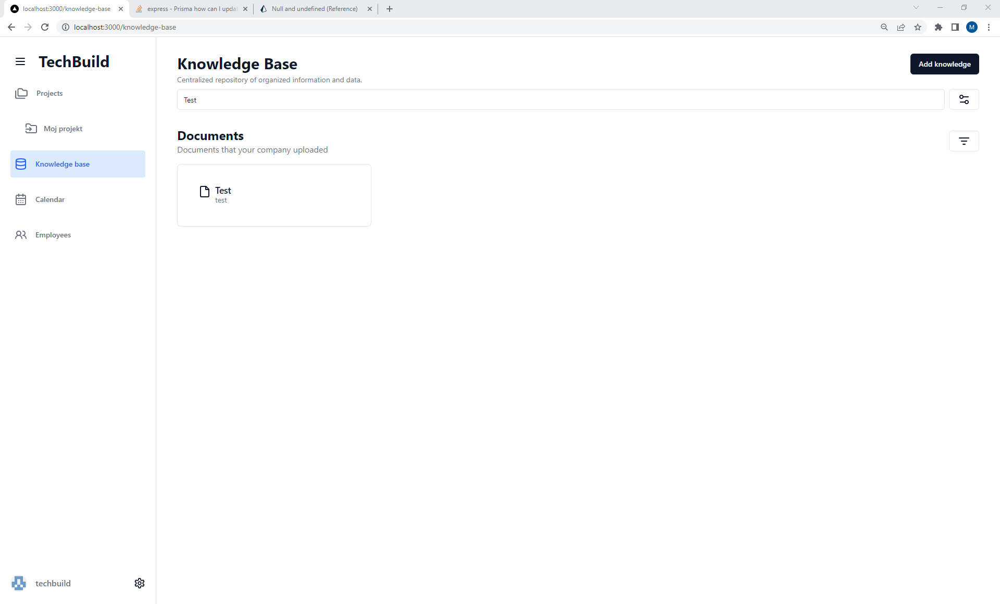 localhost:3000/knowledge-base
express - Prisma how can I updat
Null and undefined (Reference)
localhost:3000/knowledge-base
M
TechBuild
Projects
Moj projekt
Knowledge base
Calendar
Employees
techbuild
Knowledge Base
Centralized repository of organized information and data.
Add knowledge
Test
Documents
Documents that your company uploaded
Test
test